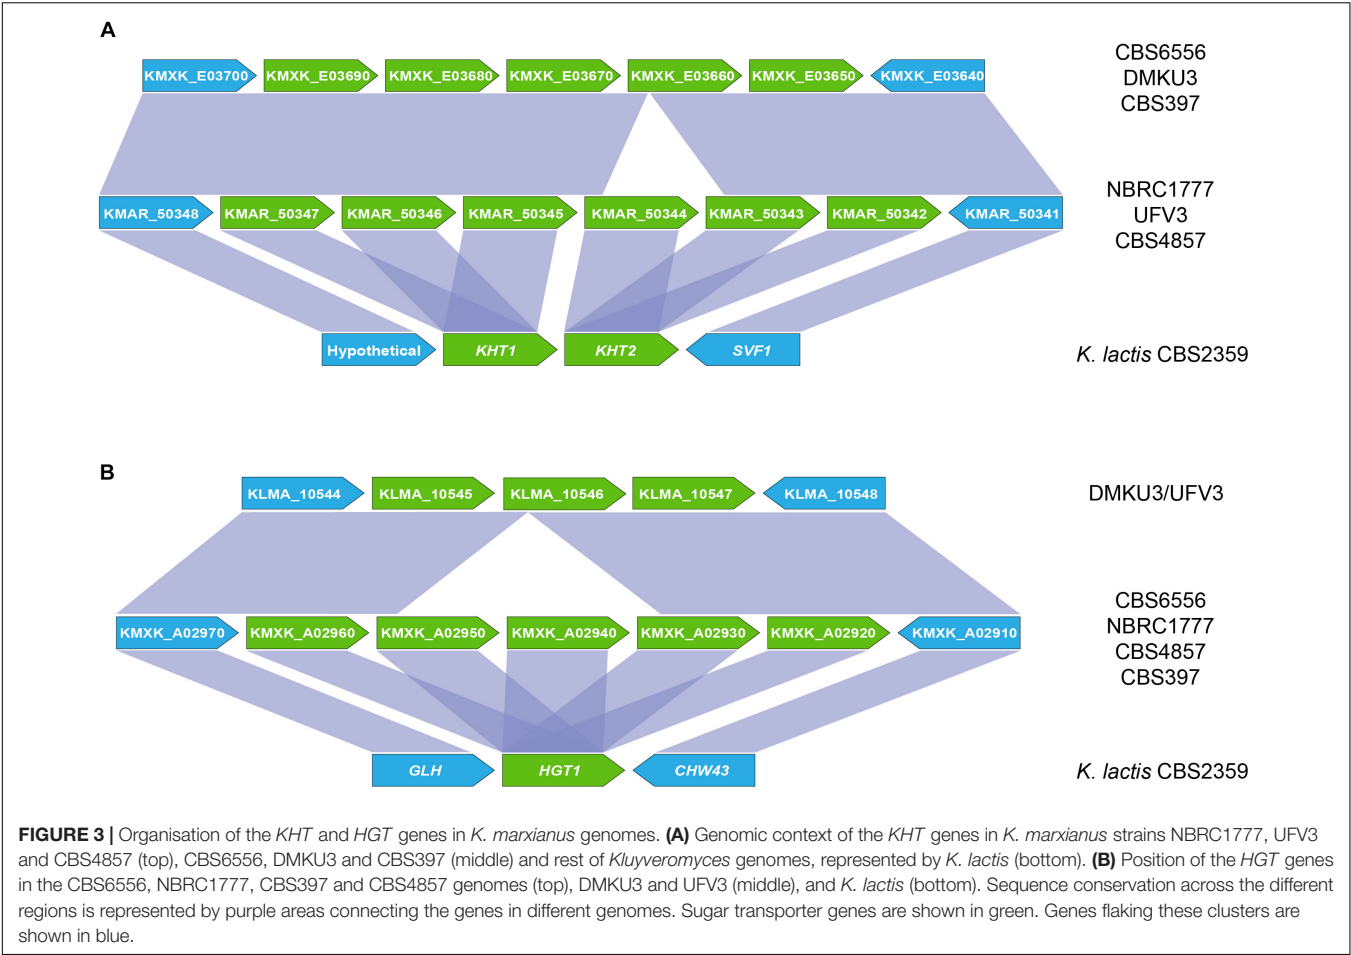 A
KMXK_E03700 KMXK_E03690 KMXK_E03680 KMXK_E03670 KMXK_E03660 KMXK_E03650 KMXK_E03640
CBS6556
DMKU3
CBS397
KMAR_50348 KMAR_50347 KMAR_50346 KMAR_50345 KMAR_50344 KMAR_50343 KMAR_50342 KMAR_50341
NBRC1777
UFV3
CBS4857
Hypothetical KHT1 KHT2 SVF1
K. lactis CBS2359
B
KLMA_10544 KLMA_10545 KLMA_10546 KLMA_10547 KLMA_10548
DMKU3/UFV3
KMXK_A02970 KMXK_A02960 KMXK_A02950 KMXK_A02940 KMXK_A02930 KMXK_A02920 KMXK_A02910
CBS6556
NBRC1777
CBS4857
CBS397
GLH HGT1 CHW43
K. lactis CBS2359
FIGURE 3 | Organisation of the KHT and HGT genes in K. marxianus genomes. (A) Genomic context of the KHT genes in K. marxianus strains NBRC1777, UFV3
and CBS4857 (top), CBS6556, DMKU3 and CBS397 (middle) and rest of Kluyveromyces genomes, represented by K. lactis (bottom). (B) Position of the HGT genes
in the CBS6556, NBRC1777, CBS397 and CBS4857 genomes (top), DMKU3 and UFV3 (middle), and K. lactis (bottom). Sequence conservation across the different
regions is represented by purple areas connecting the genes in different genomes. Sugar transporter genes are shown in green. Genes flaking these clusters are
shown in blue.